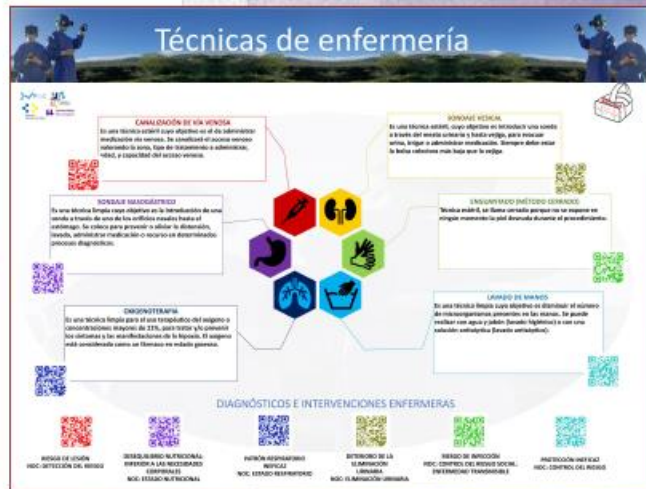 Técnicas de enfermería
CANALIZACIÓN DE VÍA VENOSA
Es una técnica estéril cuyo objetivo es el de administrar
medicación vía venosa. Se canalizará el acceso venoso
valorando la zona, tipo de tratamiento a administrar,
edad, y capacidad del acceso venoso.
SONDAJE VESICAL
Es una técnica estéril, cuyo objetivo es introducir una sonda
a través del meato urinario y hasta vejiga, para evacuar
orina, irrigar o administrar medicación. Siempre debe estar
la bolsa colectora más baja que la vejiga.
SONDAJE NASOGÁSTRICO
Es una técnica limpia cuyo objetivo es la introducción de una
sonda a través de uno de los orificios nasales hasta el
estómago. Se coloca para prevenir o aliviar la distensión,
lavado, administrar medicación o recurso en determinados
procesos diagnósticos.
ENGUANTADO (MÉTODO CERRADO)
Técnica estéril, se llama cerrado porque no se expone en
ningún momento la piel desnuda durante el procedimiento.
OXIGENOTERAPIA
Es una técnica limpia para el uso terapéutico del oxígeno a
concentraciones mayores de 21%, para tratar y/o prevenir
los síntomas y las manifestaciones de la hipoxia. El oxígeno
está considerado como un fármaco en estado gaseoso.
LAVADO DE MANOS
Es una técnica limpia cuyo objetivo es disminuir el número
de microorganismos presentes en las manos. Se puede
realizar con agua y jabón (lavado higiénico) o con una
solución antiséptica (lavado antiséptico).
DIAGNÓSTICOS E INTERVENCIONES ENFERMERAS
RIESGO DE LESIÓN
NOC: DETECCIÓN DEL RIESGO
DESEQUILIBRIO NUTRICIONAL:
INFERIOR A LAS NECESIDADES
CORPORALES
NOC: ESTADO NUTRICIONAL
PATRÓN RESPIRATORIO
INEFICAZ
NOC: ESTADO RESPIRATORIO
DETERIORO DE LA
ELIMINACIÓN
URINARIA
NOC: ELIMINACIÓN URINARIA
RIESGO DE INFECCIÓN
NOC: CONTROL DEL RIESGO SOCIAL:
ENFERMEDAD TRANSMISIBLE
PROTECCIÓN INEFICAZ
NOC: CONTROL DEL RIESGO